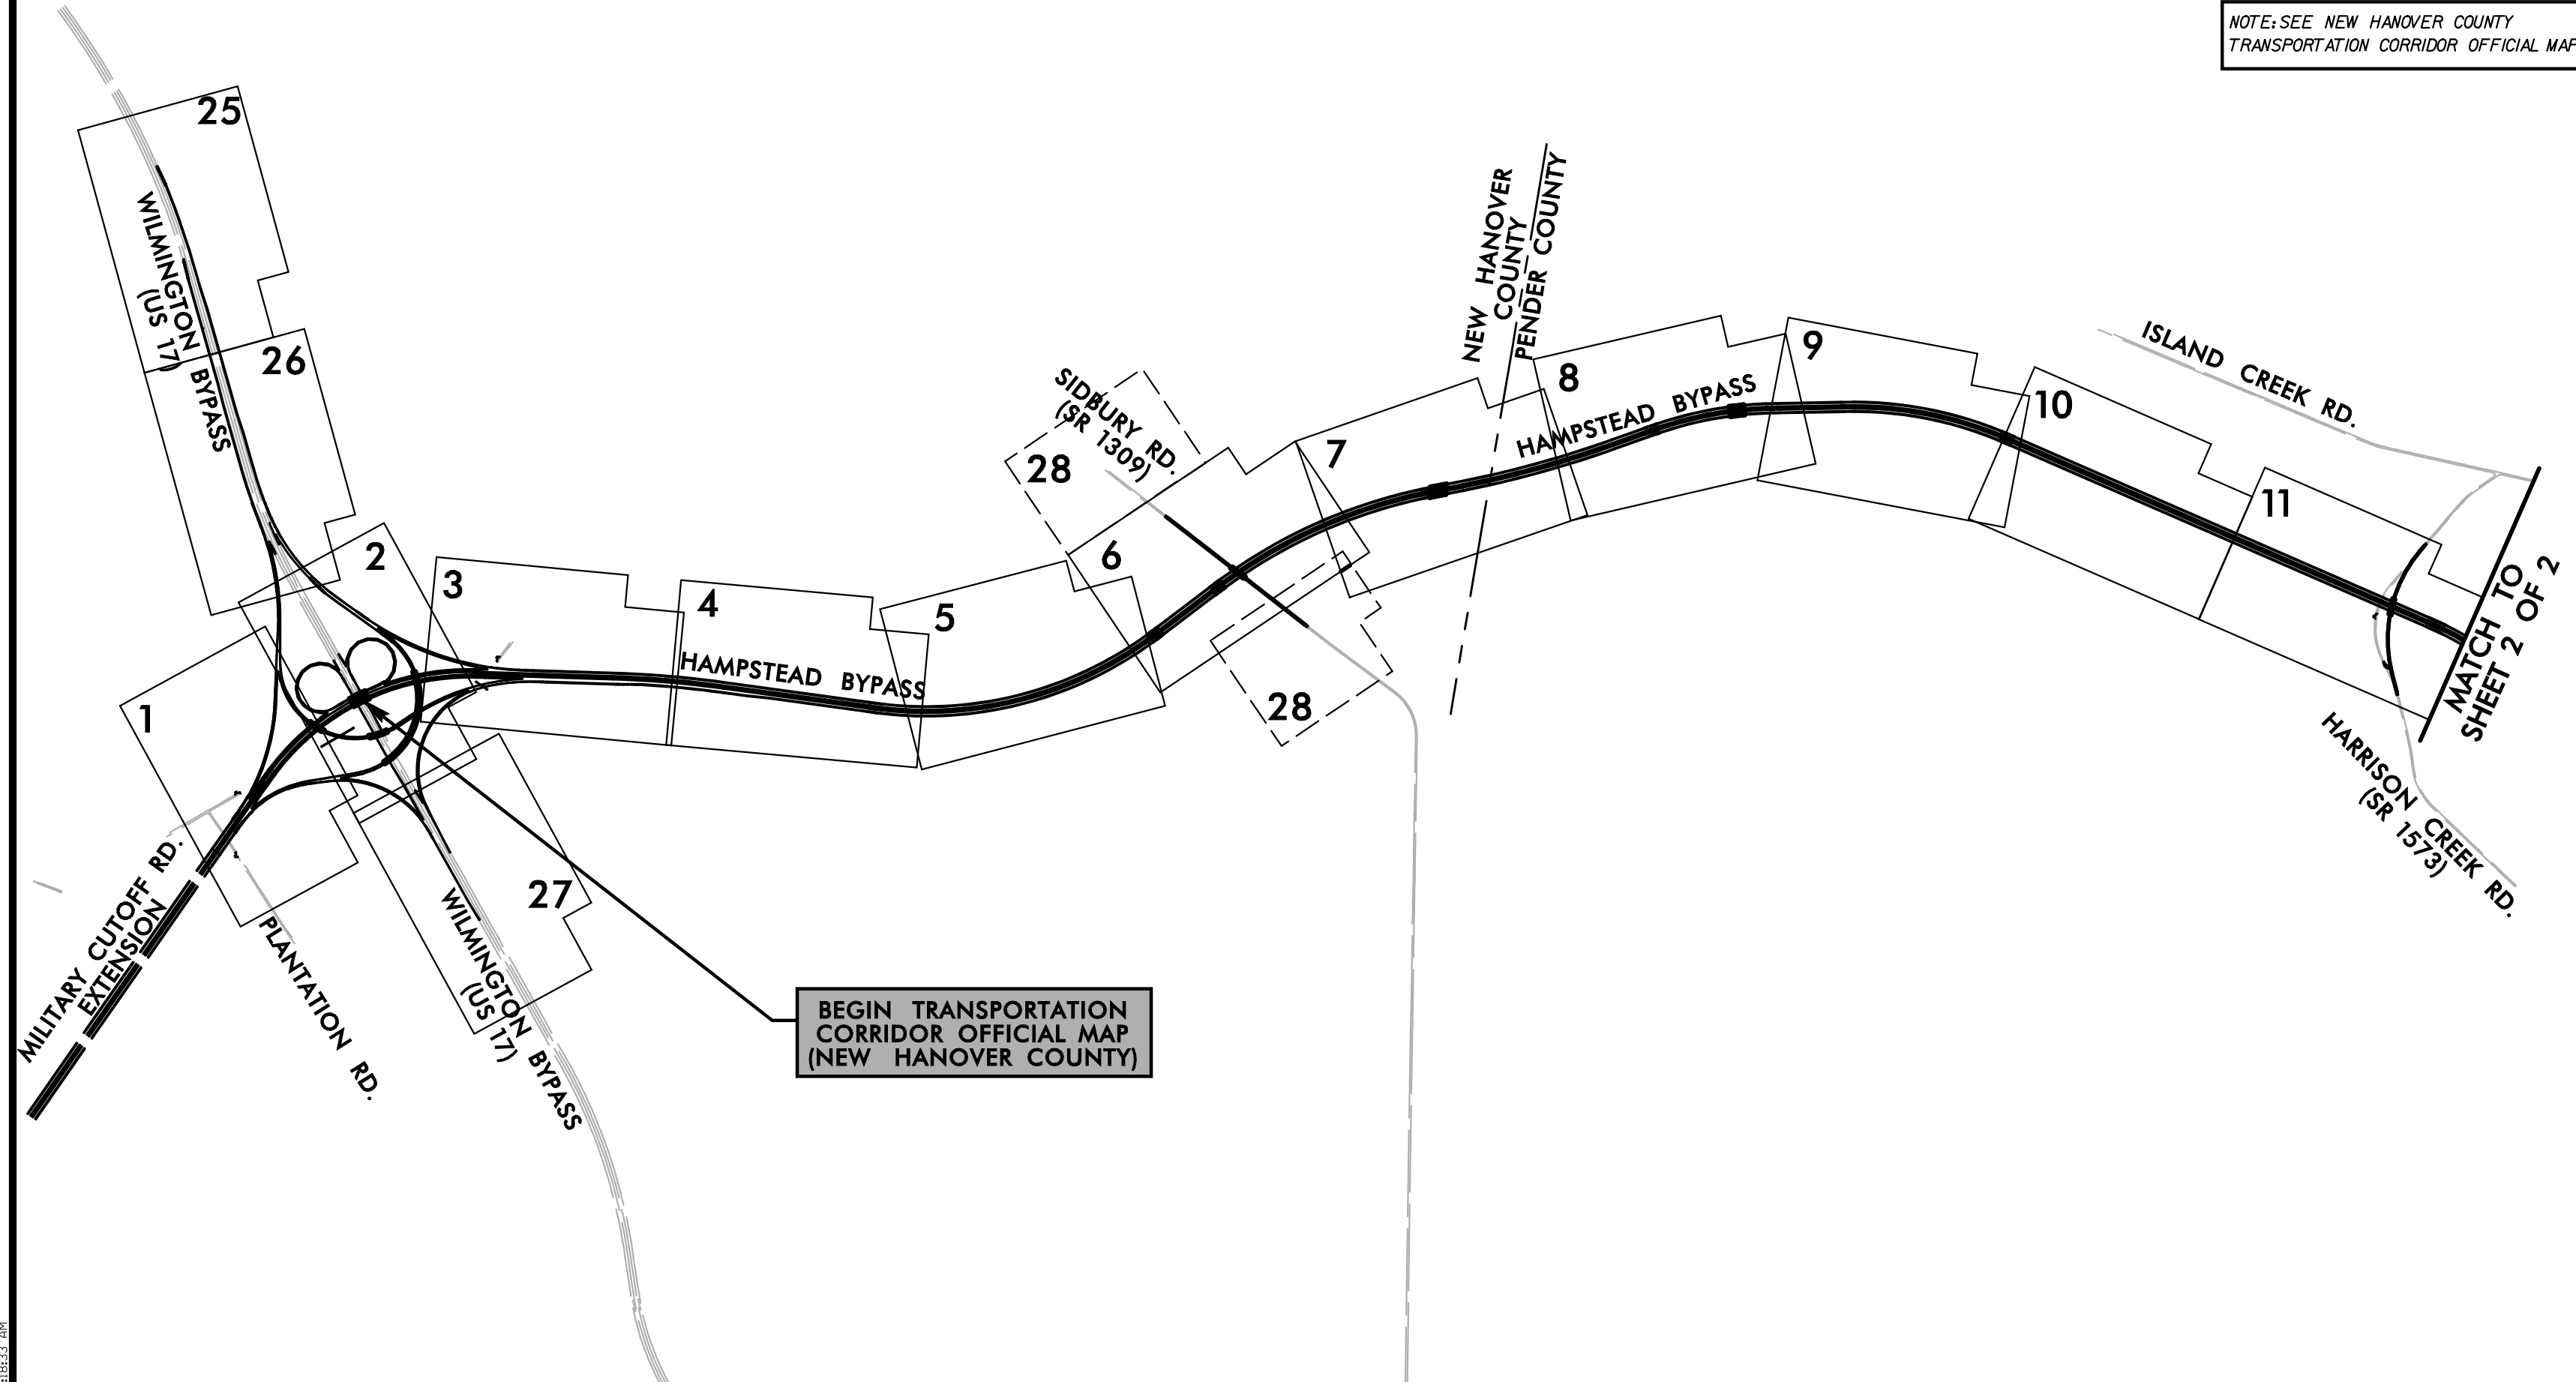 NOTE: SEE NEW HANOVER COUNTY
TRANSPORTATION CORRIDOR OFFICIAL MAP
25
WILMINGTON BYPASS
(US 17)
26
2
1
3
4
HAMPSTEAD BYPASS
5
28
SIDBURY RD.
(SR 1309)
6
28
7
NEW HANOVER
COUNTY
PENDER COUNTY
8
HAMPSTEAD BYPASS
9
10
ISLAND CREEK RD.
11
MATCH TO
SHEET 2 OF 2
HARRISON CREEK RD.
(SR 1573)
27
WILMINGTON BYPASS
(US 17)
MILITARY CUTOFF RD.
EXTENSION
PLANTATION RD.
BEGIN TRANSPORTATION
CORRIDOR OFFICIAL MAP
(NEW HANOVER COUNTY)
:18:33 AM